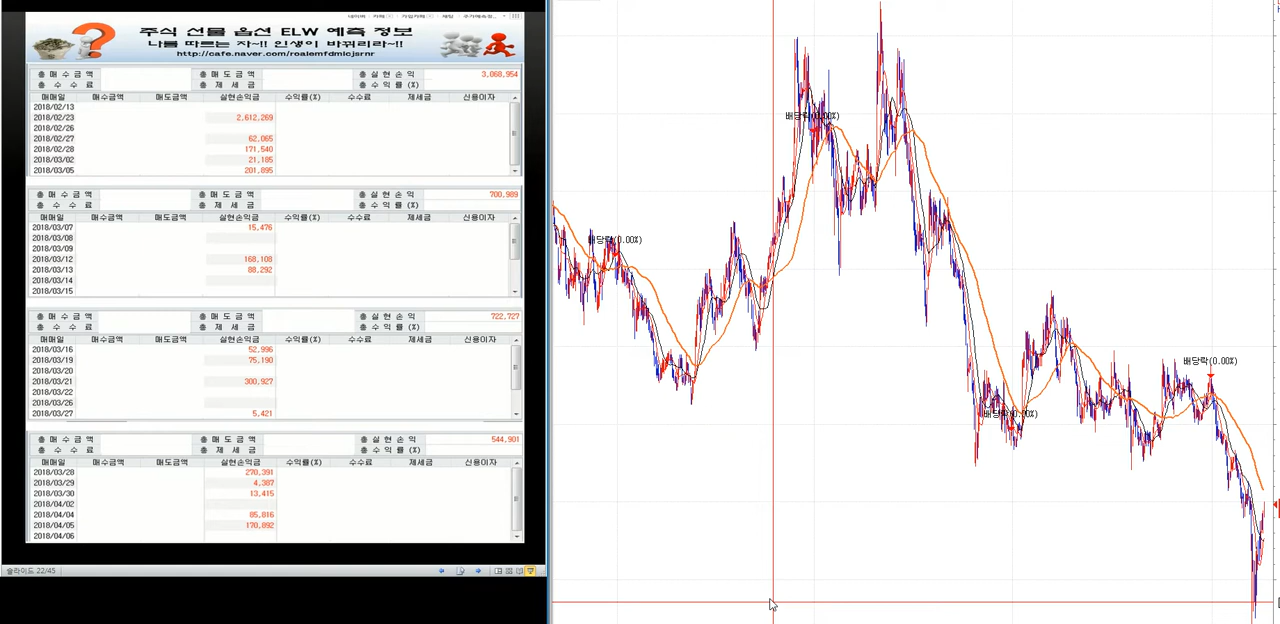 주식 선물 옵션 ELW 예측 정보
나를 따르는 자~!! 인생이 바뀌리라~!!
http://cafe.naver.com/roalemfdmlcjsrnr
총 매 수 금 액 총 매 도 금 액 총 실 현 손 익 3,068,954
총 수 수 료 총 제 세 금 총 수 익 률 (%)
매매일 매수금액 매도금액 실현손익금 수익률(%) 수수료 제세금 신용이자
2018/02/13
2018/02/23 2,612,269
2018/02/26
2018/02/27 62,065
2018/02/28 171,540
2018/03/02 21,185
2018/03/05 201,895
총 매 수 금 액 총 매 도 금 액 총 실 현 손 익 700,989
총 수 수 료 총 제 세 금 총 수 익 률 (%)
매매일 매수금액 매도금액 실현손익금 수익률(%) 수수료 제세금 신용이자
2018/03/07 15,476
2018/03/08
2018/03/09
2018/03/12 168,108
2018/03/13 88,292
2018/03/14
2018/03/15
총 매 수 금 액 총 매 도 금 액 총 실 현 손 익 722,727
총 수 수 료 총 제 세 금 총 수 익 률 (%)
매매일 매수금액 매도금액 실현손익금 수익률(%) 수수료 제세금 신용이자
2018/03/16 52,996
2018/03/19 75,190
2018/03/20
2018/03/21 300,927
2018/03/22
2018/03/26
2018/03/27 5,421
총 매 수 금 액 총 매 도 금 액 총 실 현 손 익 544,901
총 수 수 료 총 제 세 금 총 수 익 률 (%)
매매일 매수금액 매도금액 실현손익금 수익률(%) 수수료 제세금 신용이자
2018/03/28 270,391
2018/03/29 4,387
2018/03/30 13,415
2018/04/02
2018/04/04 85,816
2018/04/05 170,892
2018/04/06
슬라이드 22/45
배당락(0.00%)
배당락(0.00%)
배당락(0.00%)
배당락(0.00%)